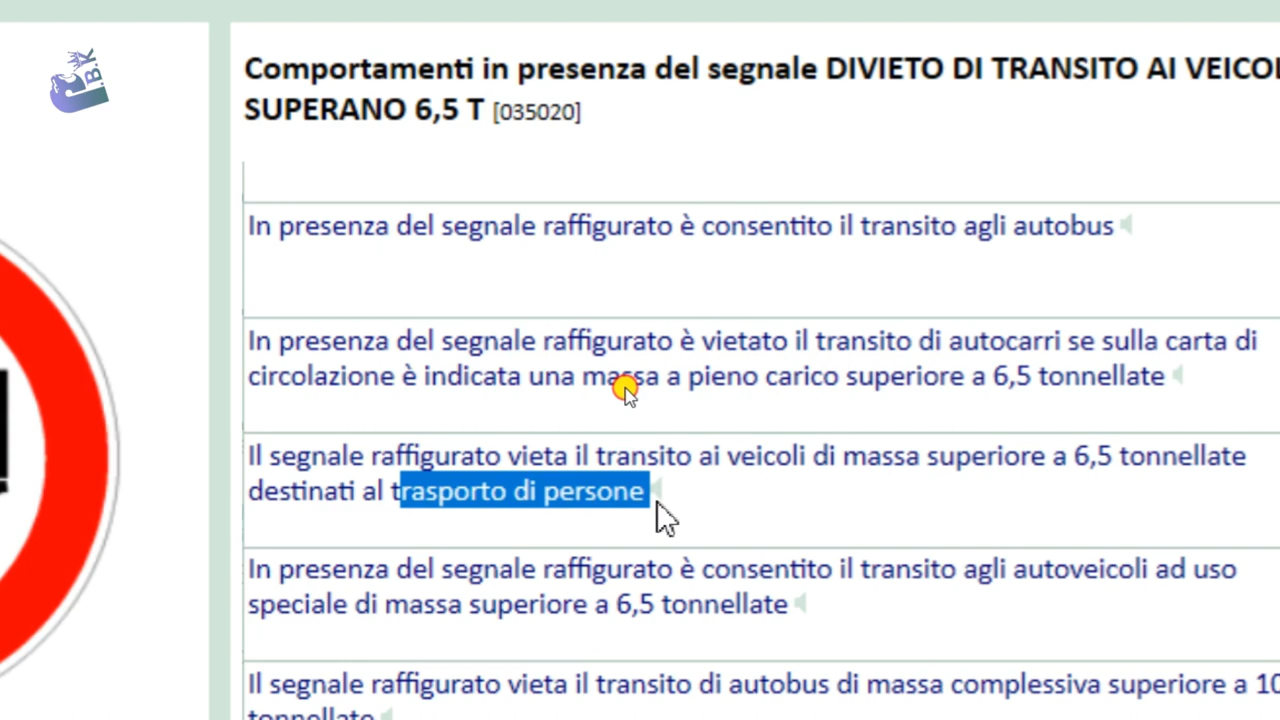 B.K
Comportamenti in presenza del segnale DIVIETO DI TRANSITO AI VEICOL
SUPERANO 6,5 T [035020]
In presenza del segnale raffigurato è consentito il transito agli autobus
In presenza del segnale raffigurato è vietato il transito di autocarri se sulla carta di
circolazione è indicata una massa a pieno carico superiore a 6,5 tonnellate
Il segnale raffigurato vieta il transito ai veicoli di massa superiore a 6,5 tonnellate
destinati al trasporto di persone
In presenza del segnale raffigurato è consentito il transito agli autoveicoli ad uso
speciale di massa superiore a 6,5 tonnellate
Il segnale raffigurato vieta il transito di autobus di massa complessiva superiore a 10
tonnellate